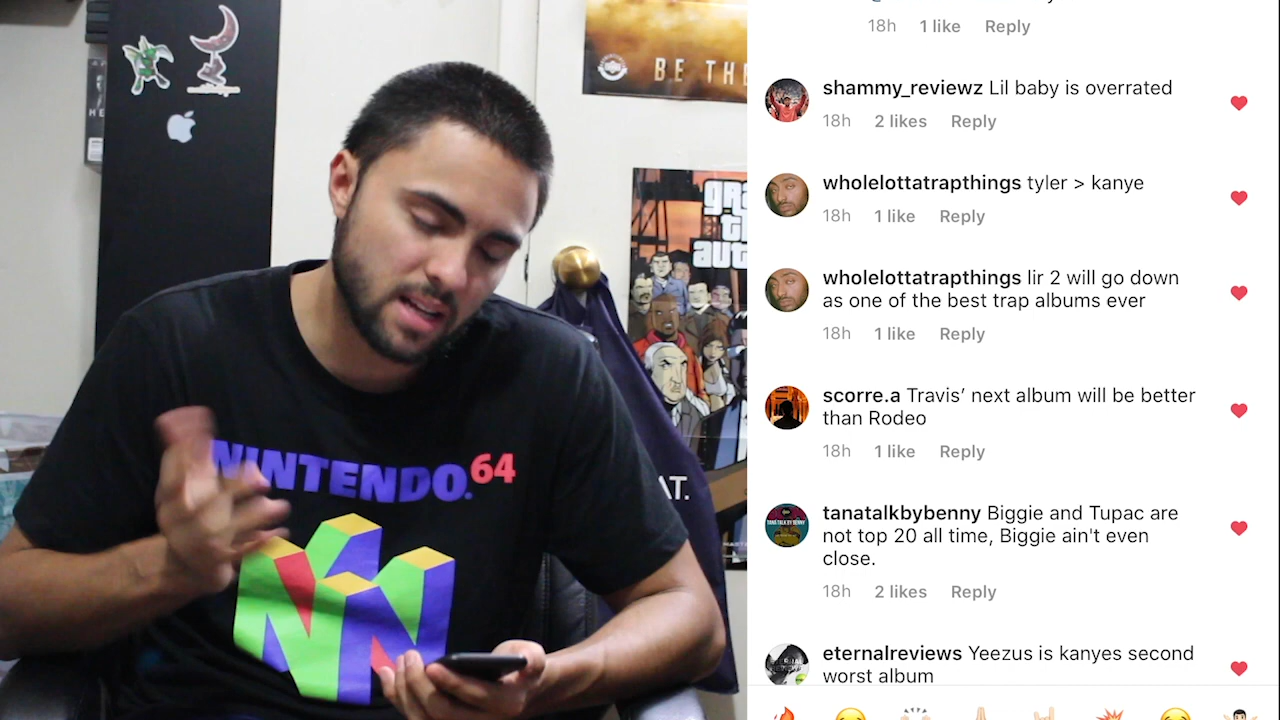 BE THE
gra
th
aut
NINTENDO.64
AT.
18h 1 like Reply
shammy_reviewz Lil baby is overrated
18h 2 likes Reply
wholelottatrapthings tyler > kanye
18h 1 like Reply
wholelottatrapthings lir 2 will go down
as one of the best trap albums ever
18h 1 like Reply
scorre.a Travis’ next album will be better
than Rodeo
18h 1 like Reply
tanatalkbybenny Biggie and Tupac are
not top 20 all time, Biggie ain't even
close.
18h 2 likes Reply
eternalreviews Yeezus is kanyes second
worst album